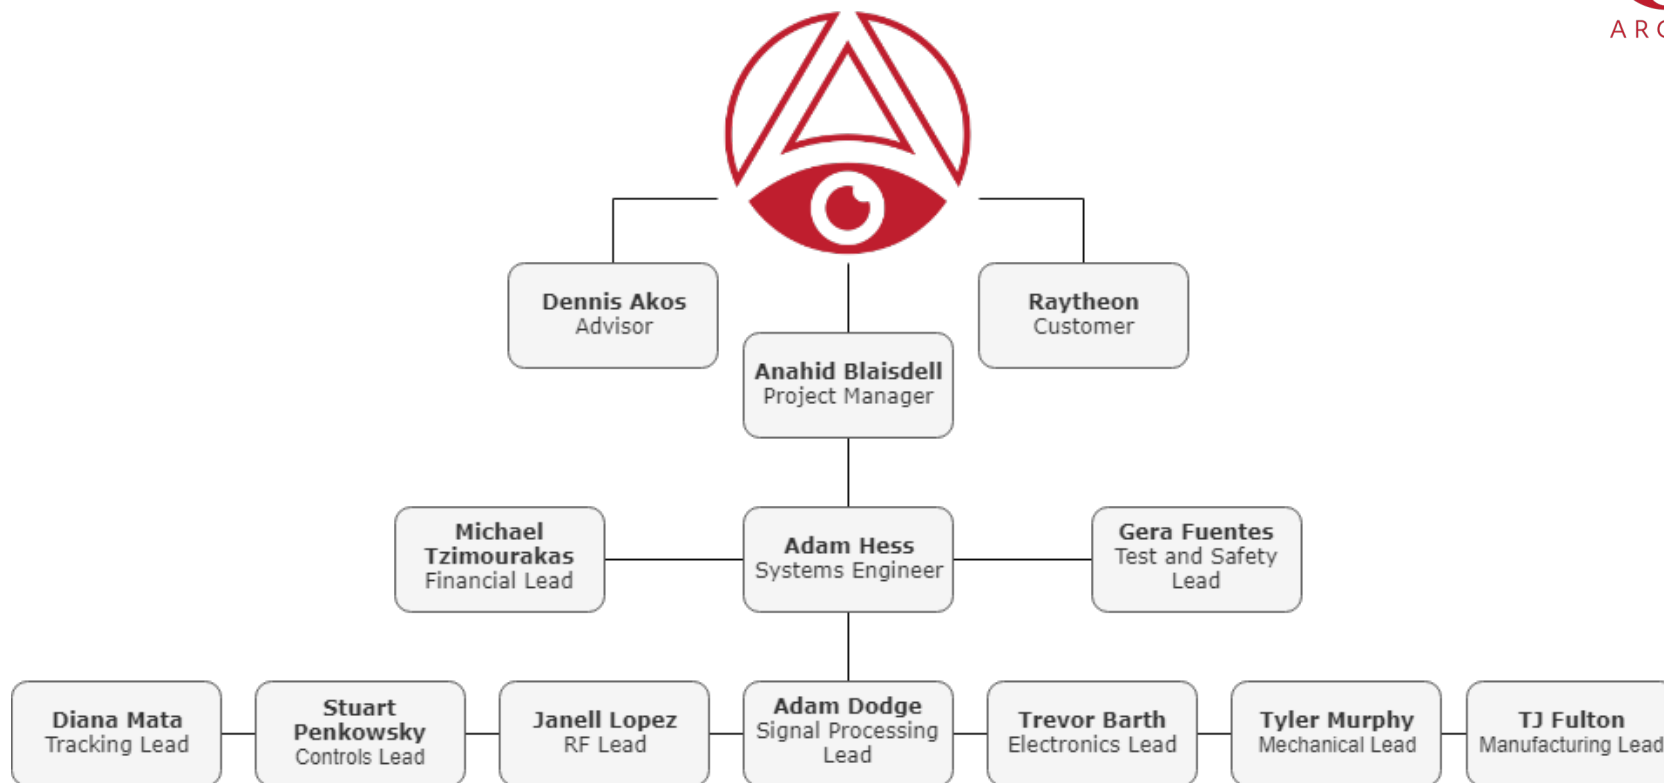 Dennis Akos
Advisor
Raytheon
Customer
Anahid Blaisdell
Project Manager
Michael
Tzimourakas
Financial Lead
Adam Hess
Systems Engineer
Gera Fuentes
Test and Safety
Lead
Diana Mata
Tracking Lead
Stuart
Penkowsky
Controls Lead
Janell Lopez
RF Lead
Adam Dodge
Signal Processing
Lead
Trevor Barth
Electronics Lead
Tyler Murphy
Mechanical Lead
TJ Fulton
Manufacturing Lead